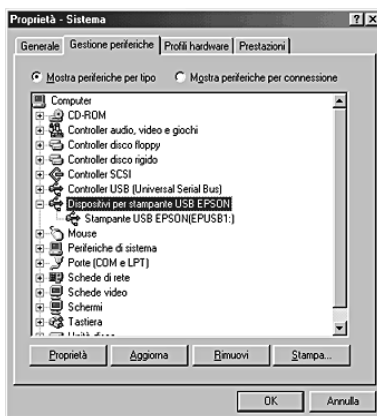 Proprietà - Sistema
Generale Gestione periferiche Profili hardware Prestazioni
Mostra periferiche per tipo Mostra periferiche per connessione
Computer
CD-ROM
Controller audio, video e giochi
Controller disco floppy
Controller disco rigido
Controller SCSI
Controller USB (Universal Serial Bus)
Dispositivi per stampante USB EPSON
Stampante USB EPSON(EPUSB1:)
Mouse
Periferiche di sistema
Porte (COM e LPT)
Schede di rete
Schede video
Schermi
Tastiera
Unità disco
Proprietà Aggiorna Rimuovi Stampa...
OK Annulla